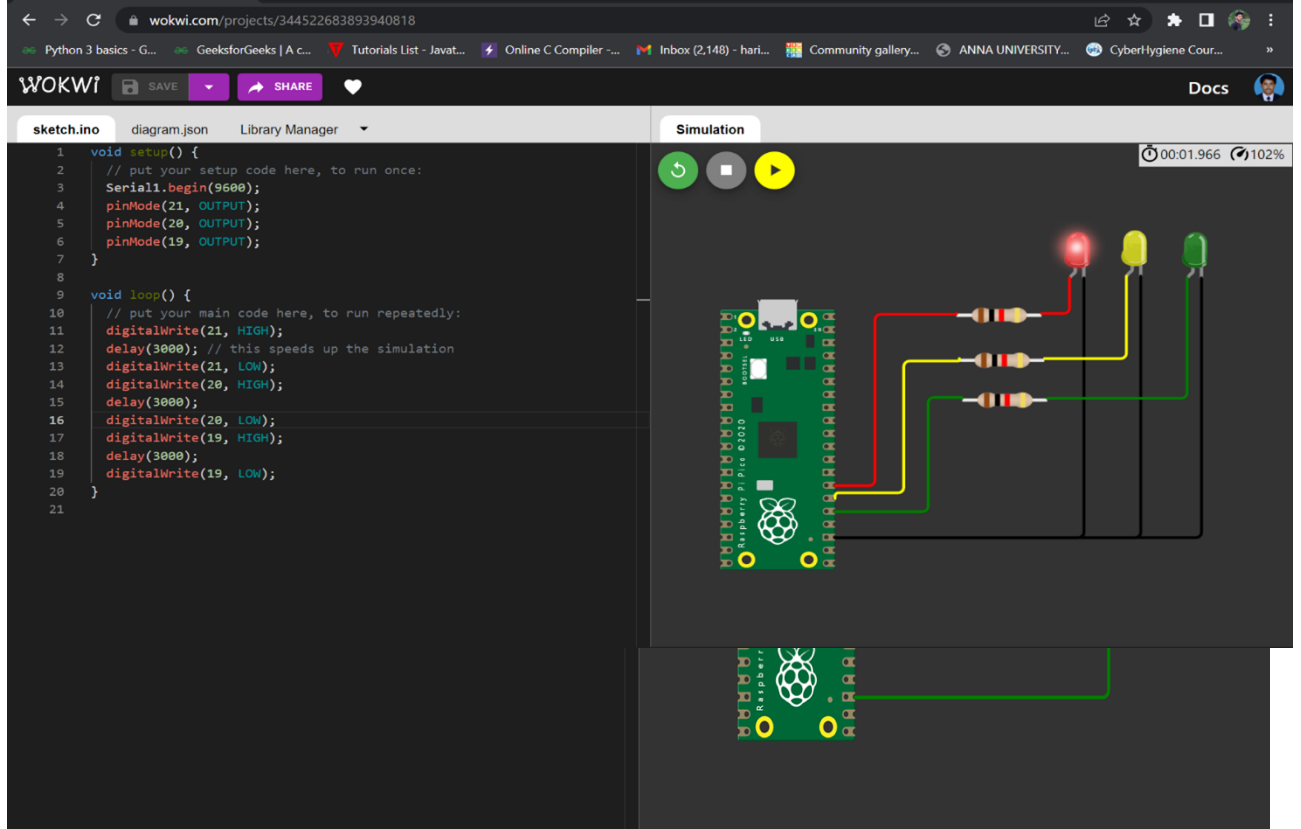 wokwi.com/projects/344522683893940818
Python 3 basics - G... GeeksforGeeks | A c... Tutorials List - Javat... Online C Compiler -... Inbox (2,148) - hari... Community gallery... ANNA UNIVERSITY... CyberHygiene Cour... »
WOKWI SAVE SHARE Docs
sketch.ino diagram.json Library Manager Simulation
00:01.966 102%
1 void setup() {
2 // put your setup code here, to run once:
3 Serial1.begin(9600);
4 pinMode(21, OUTPUT);
5 pinMode(20, OUTPUT);
6 pinMode(19, OUTPUT);
7 }
8
9 void loop() {
10 // put your main code here, to run repeatedly:
11 digitalWrite(21, HIGH);
12 delay(3000); // this speeds up the simulation
13 digitalWrite(21, LOW);
14 digitalWrite(20, HIGH);
15 delay(3000);
16 digitalWrite(20, LOW);
17 digitalWrite(19, HIGH);
18 delay(3000);
19 digitalWrite(19, LOW);
20 }
21
LED USB
BOOTSEL
Raspberry Pi Pico ©2020
Raspberr